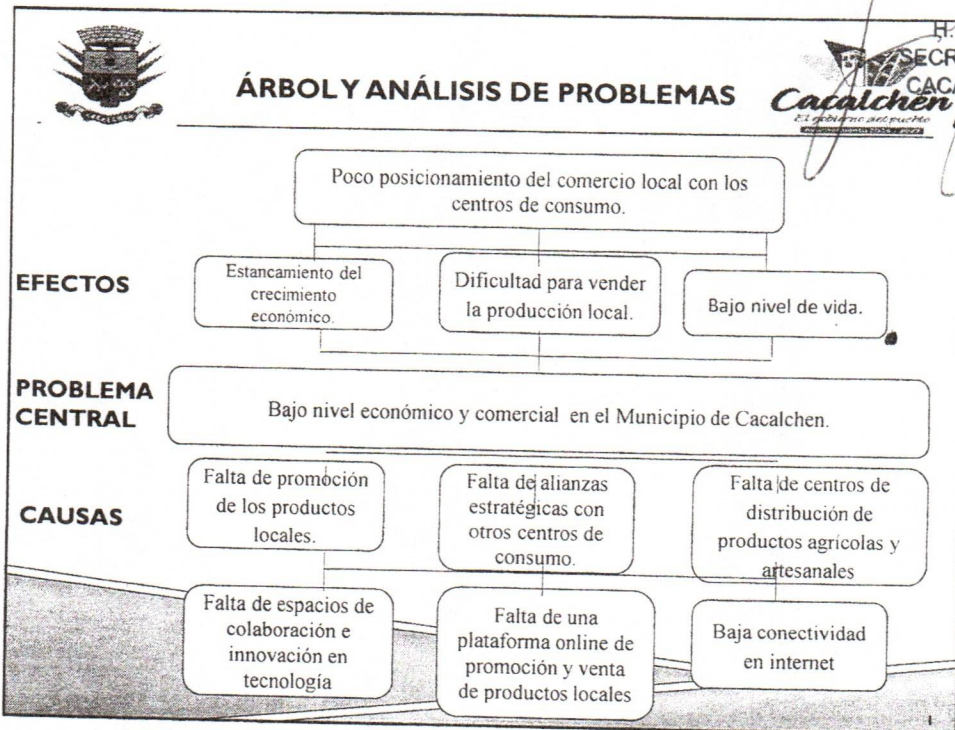 H.
SECR
CACA
ÁRBOL Y ANÁLISIS DE PROBLEMAS
Cacalchén
El gobierno del pueblo
Poco posicionamiento del comercio local con los
centros de consumo.
EFECTOS
Estancamiento del
crecimiento
económico.
Dificultad para vender
la producción local.
Bajo nivel de vida.
PROBLEMA
CENTRAL
Bajo nivel económico y comercial en el Municipio de Cacalchen.
CAUSAS
Falta de promoción
de los productos
locales.
Falta de alianzas
estratégicas con
otros centros de
consumo.
Falta de centros de
distribución de
productos agrícolas y
artesanales
Falta de espacios de
colaboración e
innovación en
tecnología
Falta de una
plataforma online de
promoción y venta
de productos locales
Baja conectividad
en internet
1